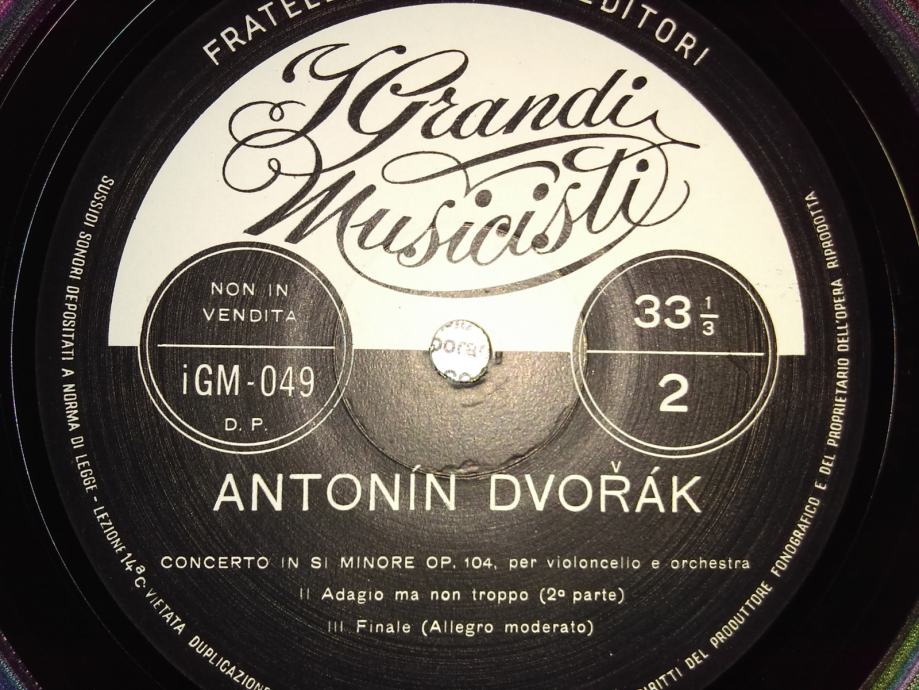 FRATELLI EDITORI
I Grandi
Musicisti
NON IN
VENDITA
iGM-049
D. P.
33 1/3
2
ANTONÍN DVOŘÁK
CONCERTO IN SI MINORE OP. 104, per violoncello e orchestra
II Adagio ma non troppo (2ª parte)
III Finale (Allegro moderato)
SUSSIDI SONORI DEPOSITATI A NORMA DI LEGGE - LEZIONE 14ª C· VIETATA DUPLICAZIONE
DIRITTI DEL PRODUTTORE FONOGRAFICO E DEL PROPRIETARIO DELL'OPERA RIPRODOTTA